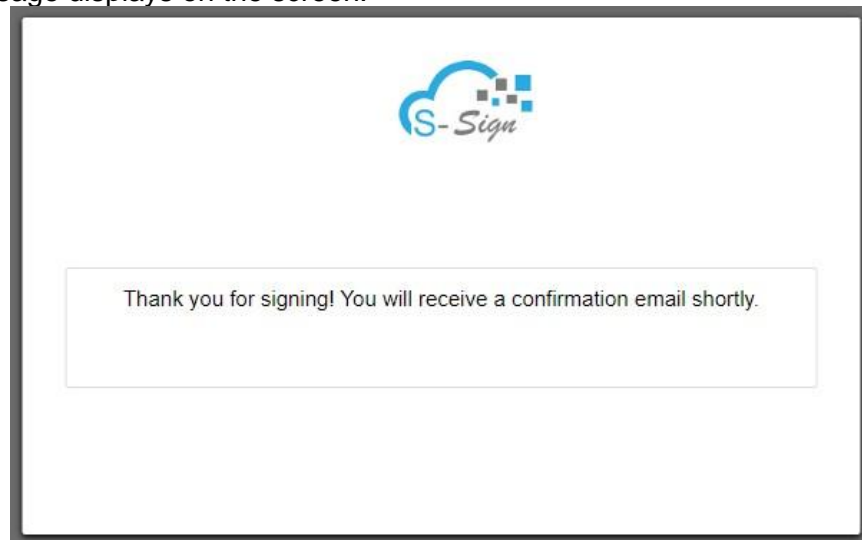 displays on the screen.
S-Sign
Thank you for signing! You will receive a confirmation email shortly.